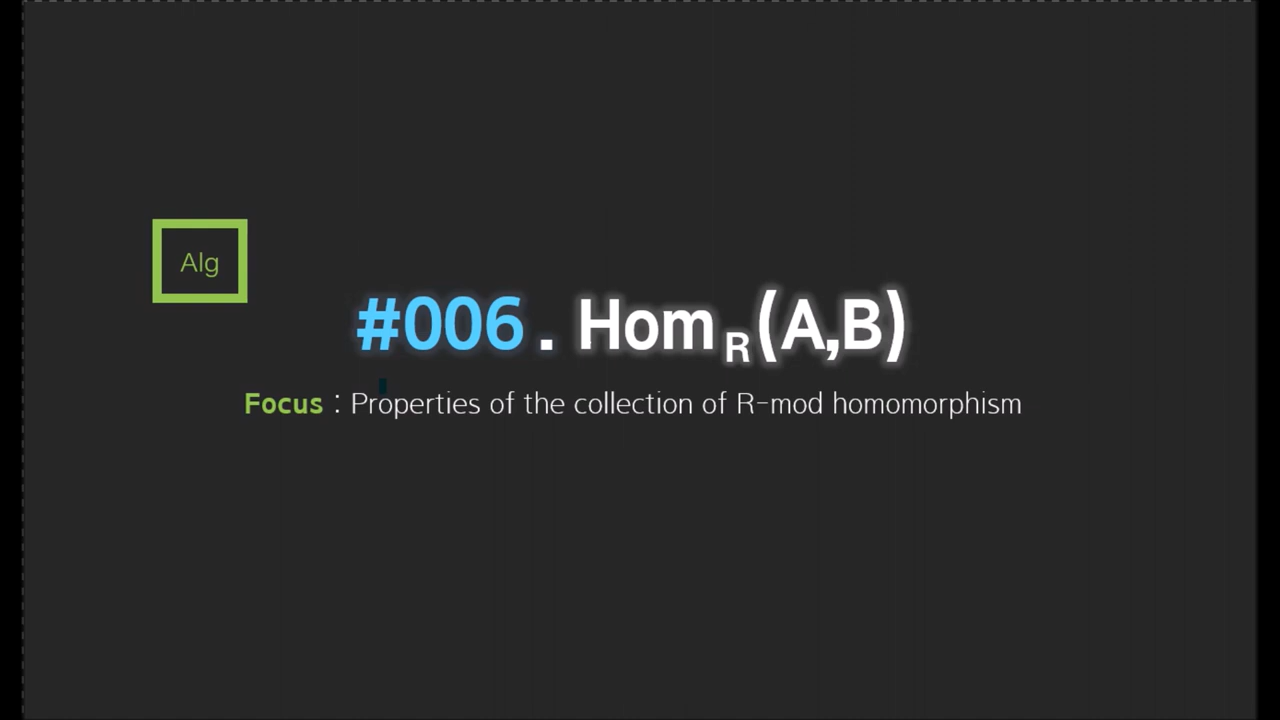 Alg
#006. Hom_R(A,B)
Focus : Properties of the collection of R-mod homomorphism